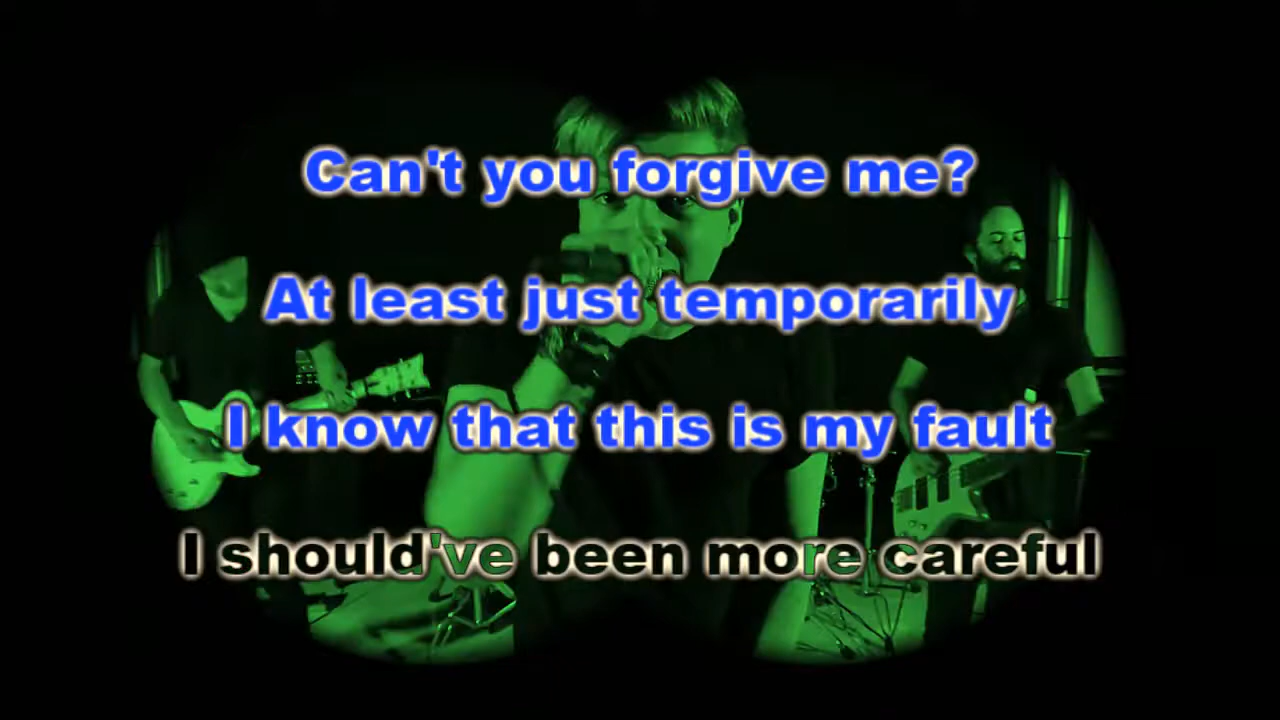 Can't you forgive me?
At least just temporarily
I know that this is my fault
I should've been more careful